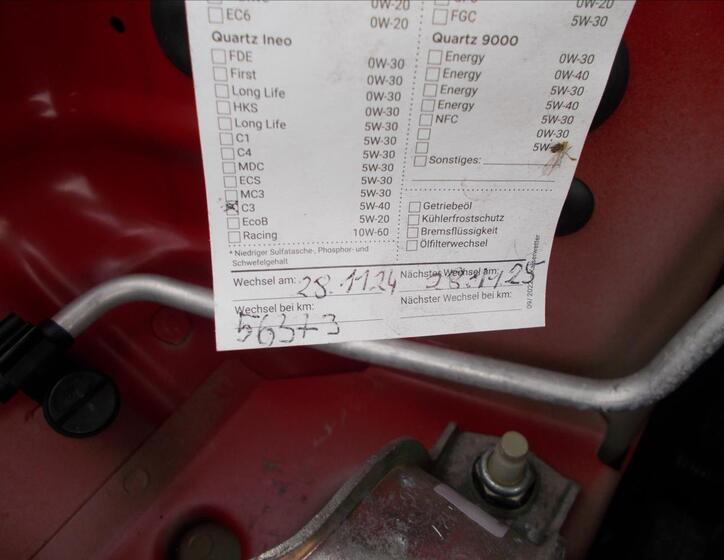 0W-20
EC6 0W-20
Quartz Ineo
FDE 0W-30
First 0W-30
Long Life 0W-30
HKS 0W-30
Long Life 5W-30
C1 5W-30
C4 5W-30
MDC 5W-30
ECS 5W-30
MC3 5W-30
C3 5W-40
EcoB 5W-20
Racing 10W-60
* Niedriger Sulfatasche-, Phosphor- und
Schwefelgehalt
0W-20
FGC 5W-30
Quartz 9000
Energy 0W-30
Energy 0W-40
Energy 5W-30
Energy 5W-40
NFC 5W-30
0W-30
Sonstiges:
Getriebeöl
Kühlerfrostschutz
Bremsflüssigkeit
Ölfilterwechsel
Wechsel am: 28.11.24 Nächster Wechsel am: 28.11.25
Wechsel bei km: 56373 Nächster Wechsel bei km: